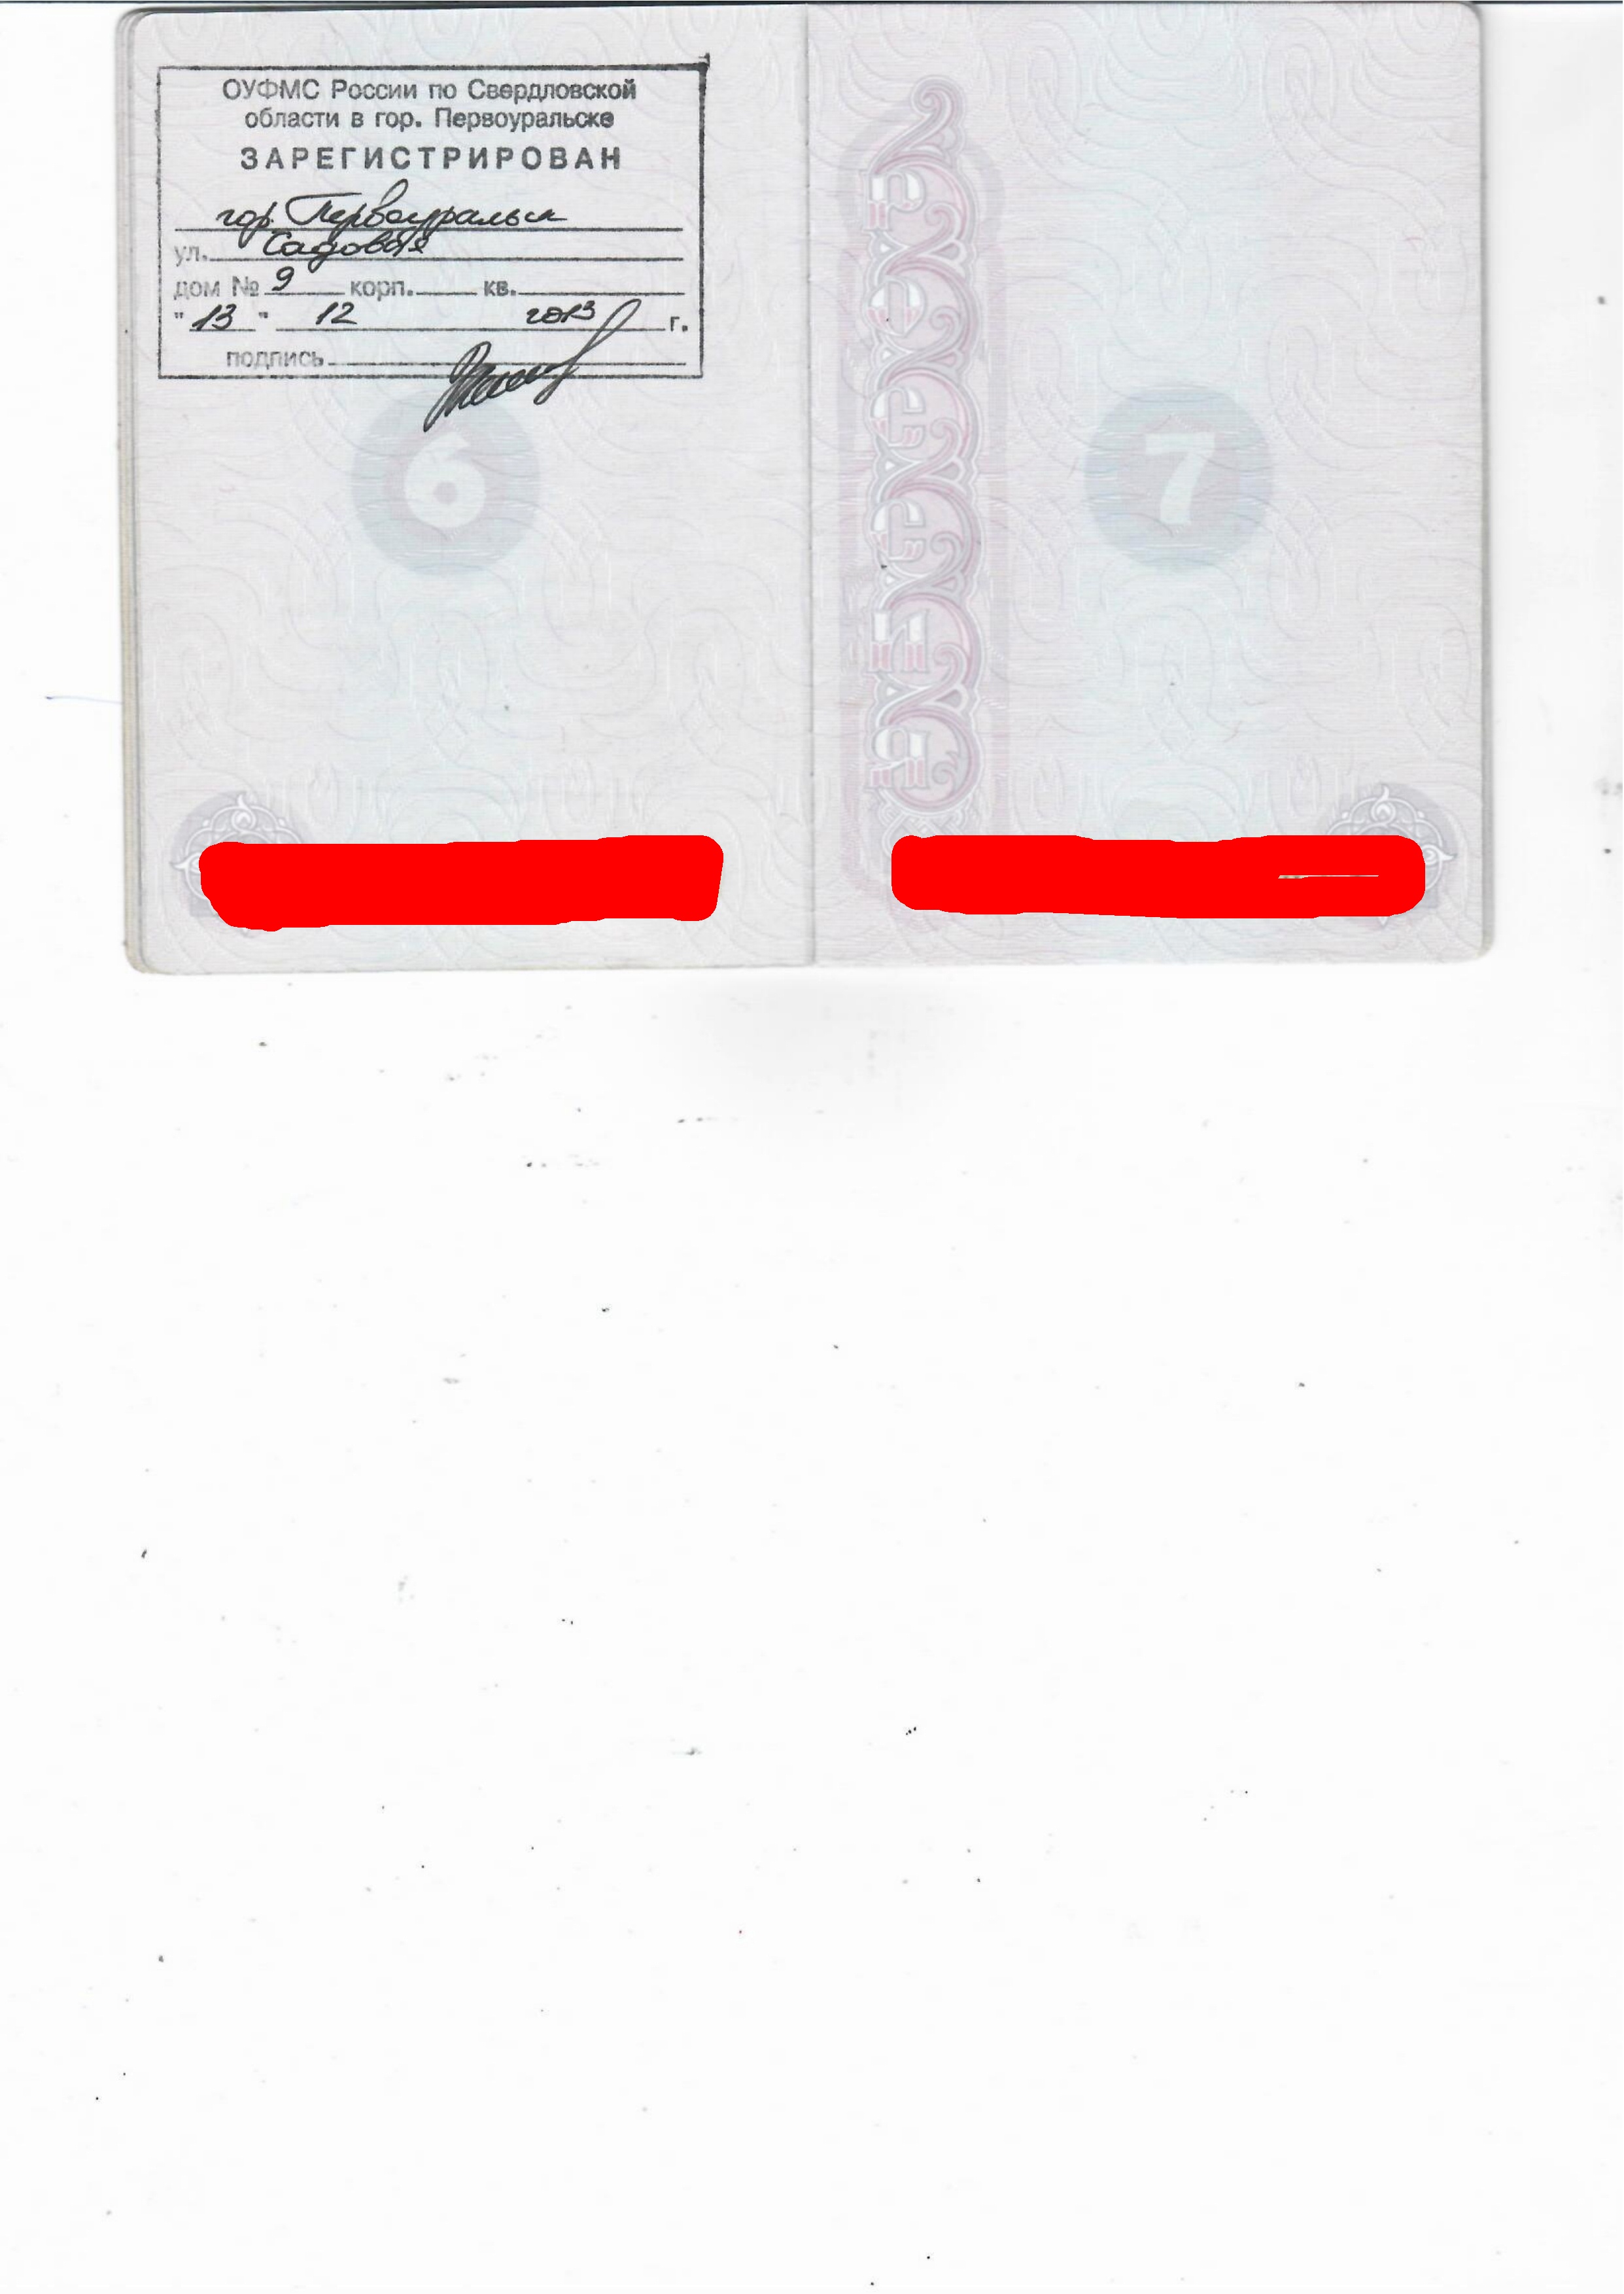 ОУФМС России по Свердловской
области в гор. Первоуральске
ЗАРЕГИСТРИРОВАН
гор. Первоуральск
ул. Садовая
дом № 9 корп. кв.
"13" 12 2013 г.
подпись
6
7